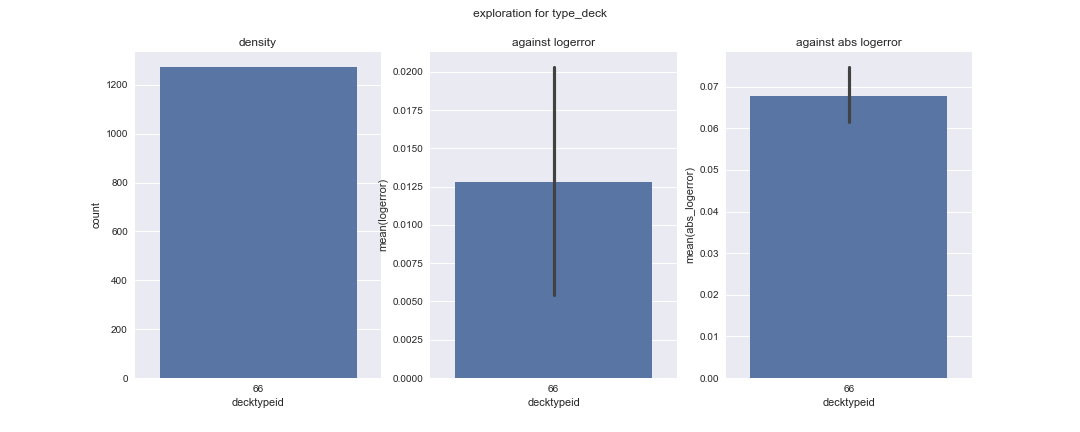 exploration for type_deck
density
1200
1000
800
600
400
200
0
count
66
decktypeid
against logerror
0.0200
0.0175
0.0150
0.0125
0.0100
0.0075
0.0050
0.0025
0.0000
mean(logerror)
66
decktypeid
against abs logerror
0.07
0.06
0.05
0.04
0.03
0.02
0.01
0.00
mean(abs_logerror)
66
decktypeid